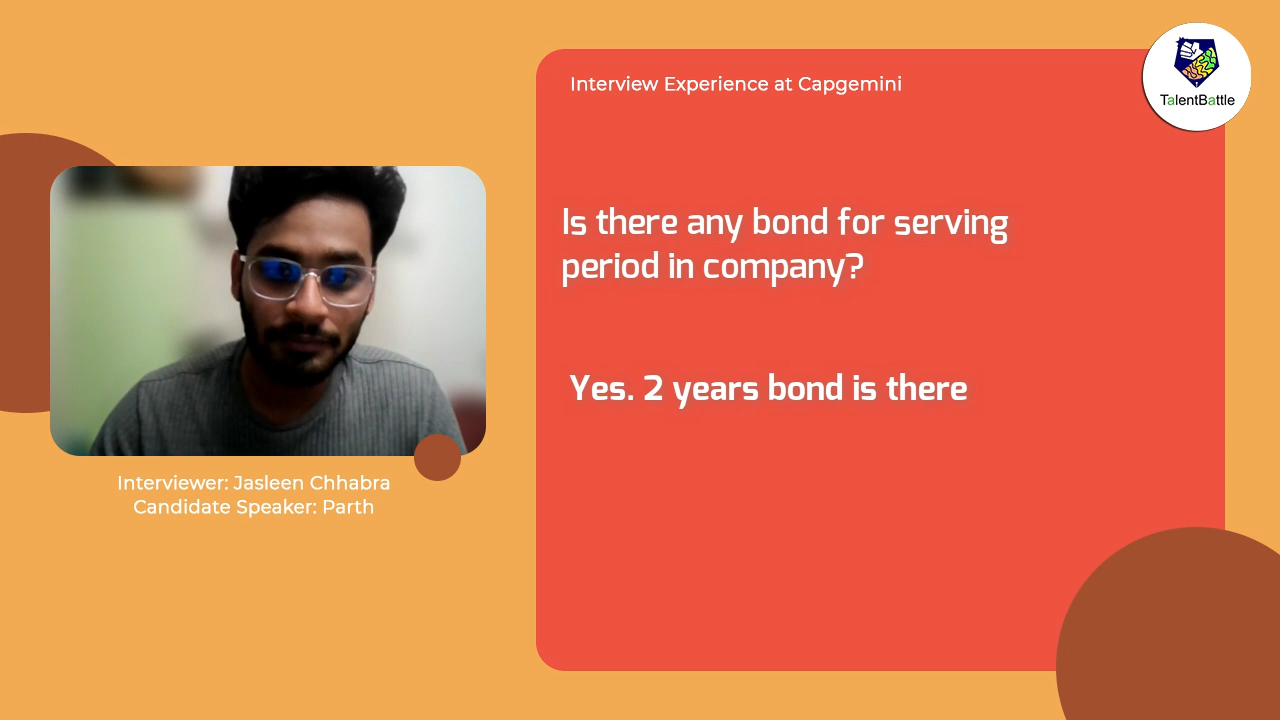 Interview Experience at Capgemini
TalentBattle
Is there any bond for serving
period in company?
Yes. 2 years bond is there
Interviewer: Jasleen Chhabra
Candidate Speaker: Parth